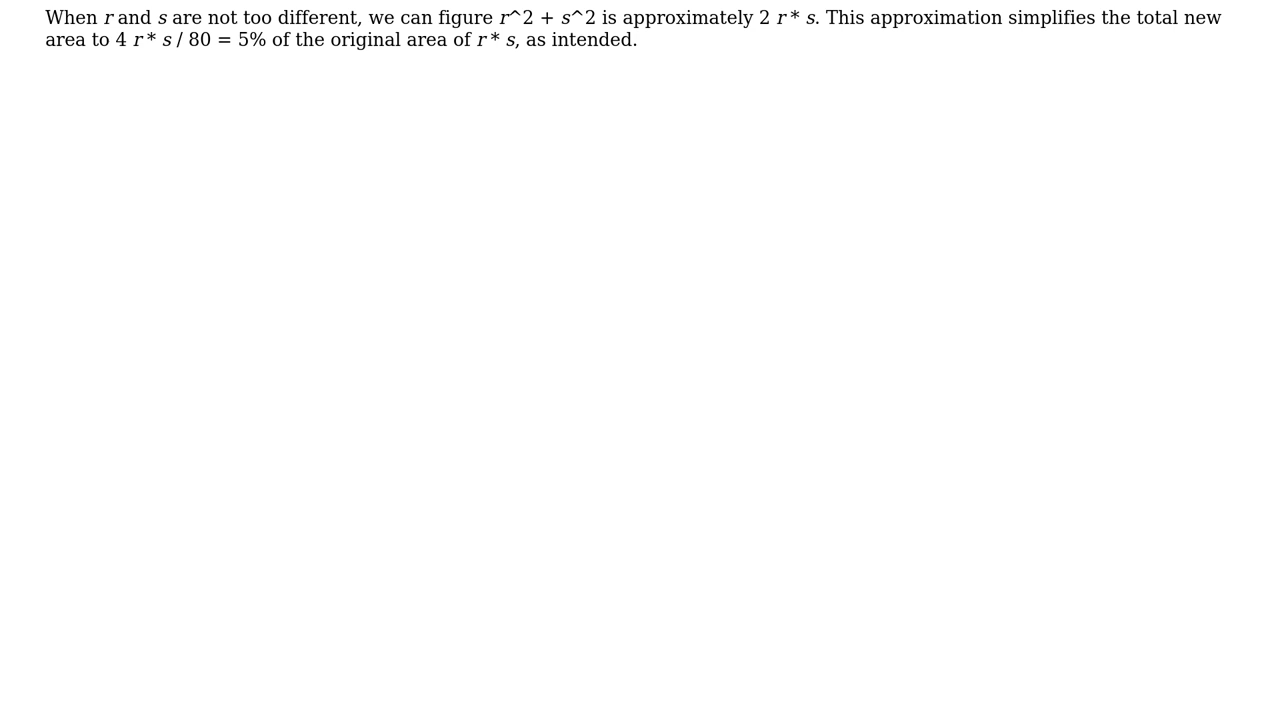 When r and s are not too different, we can figure r^2 + s^2 is approximately 2 r * s. This approximation simplifies the total new
area to 4 r * s / 80 = 5% of the original area of r * s, as intended.